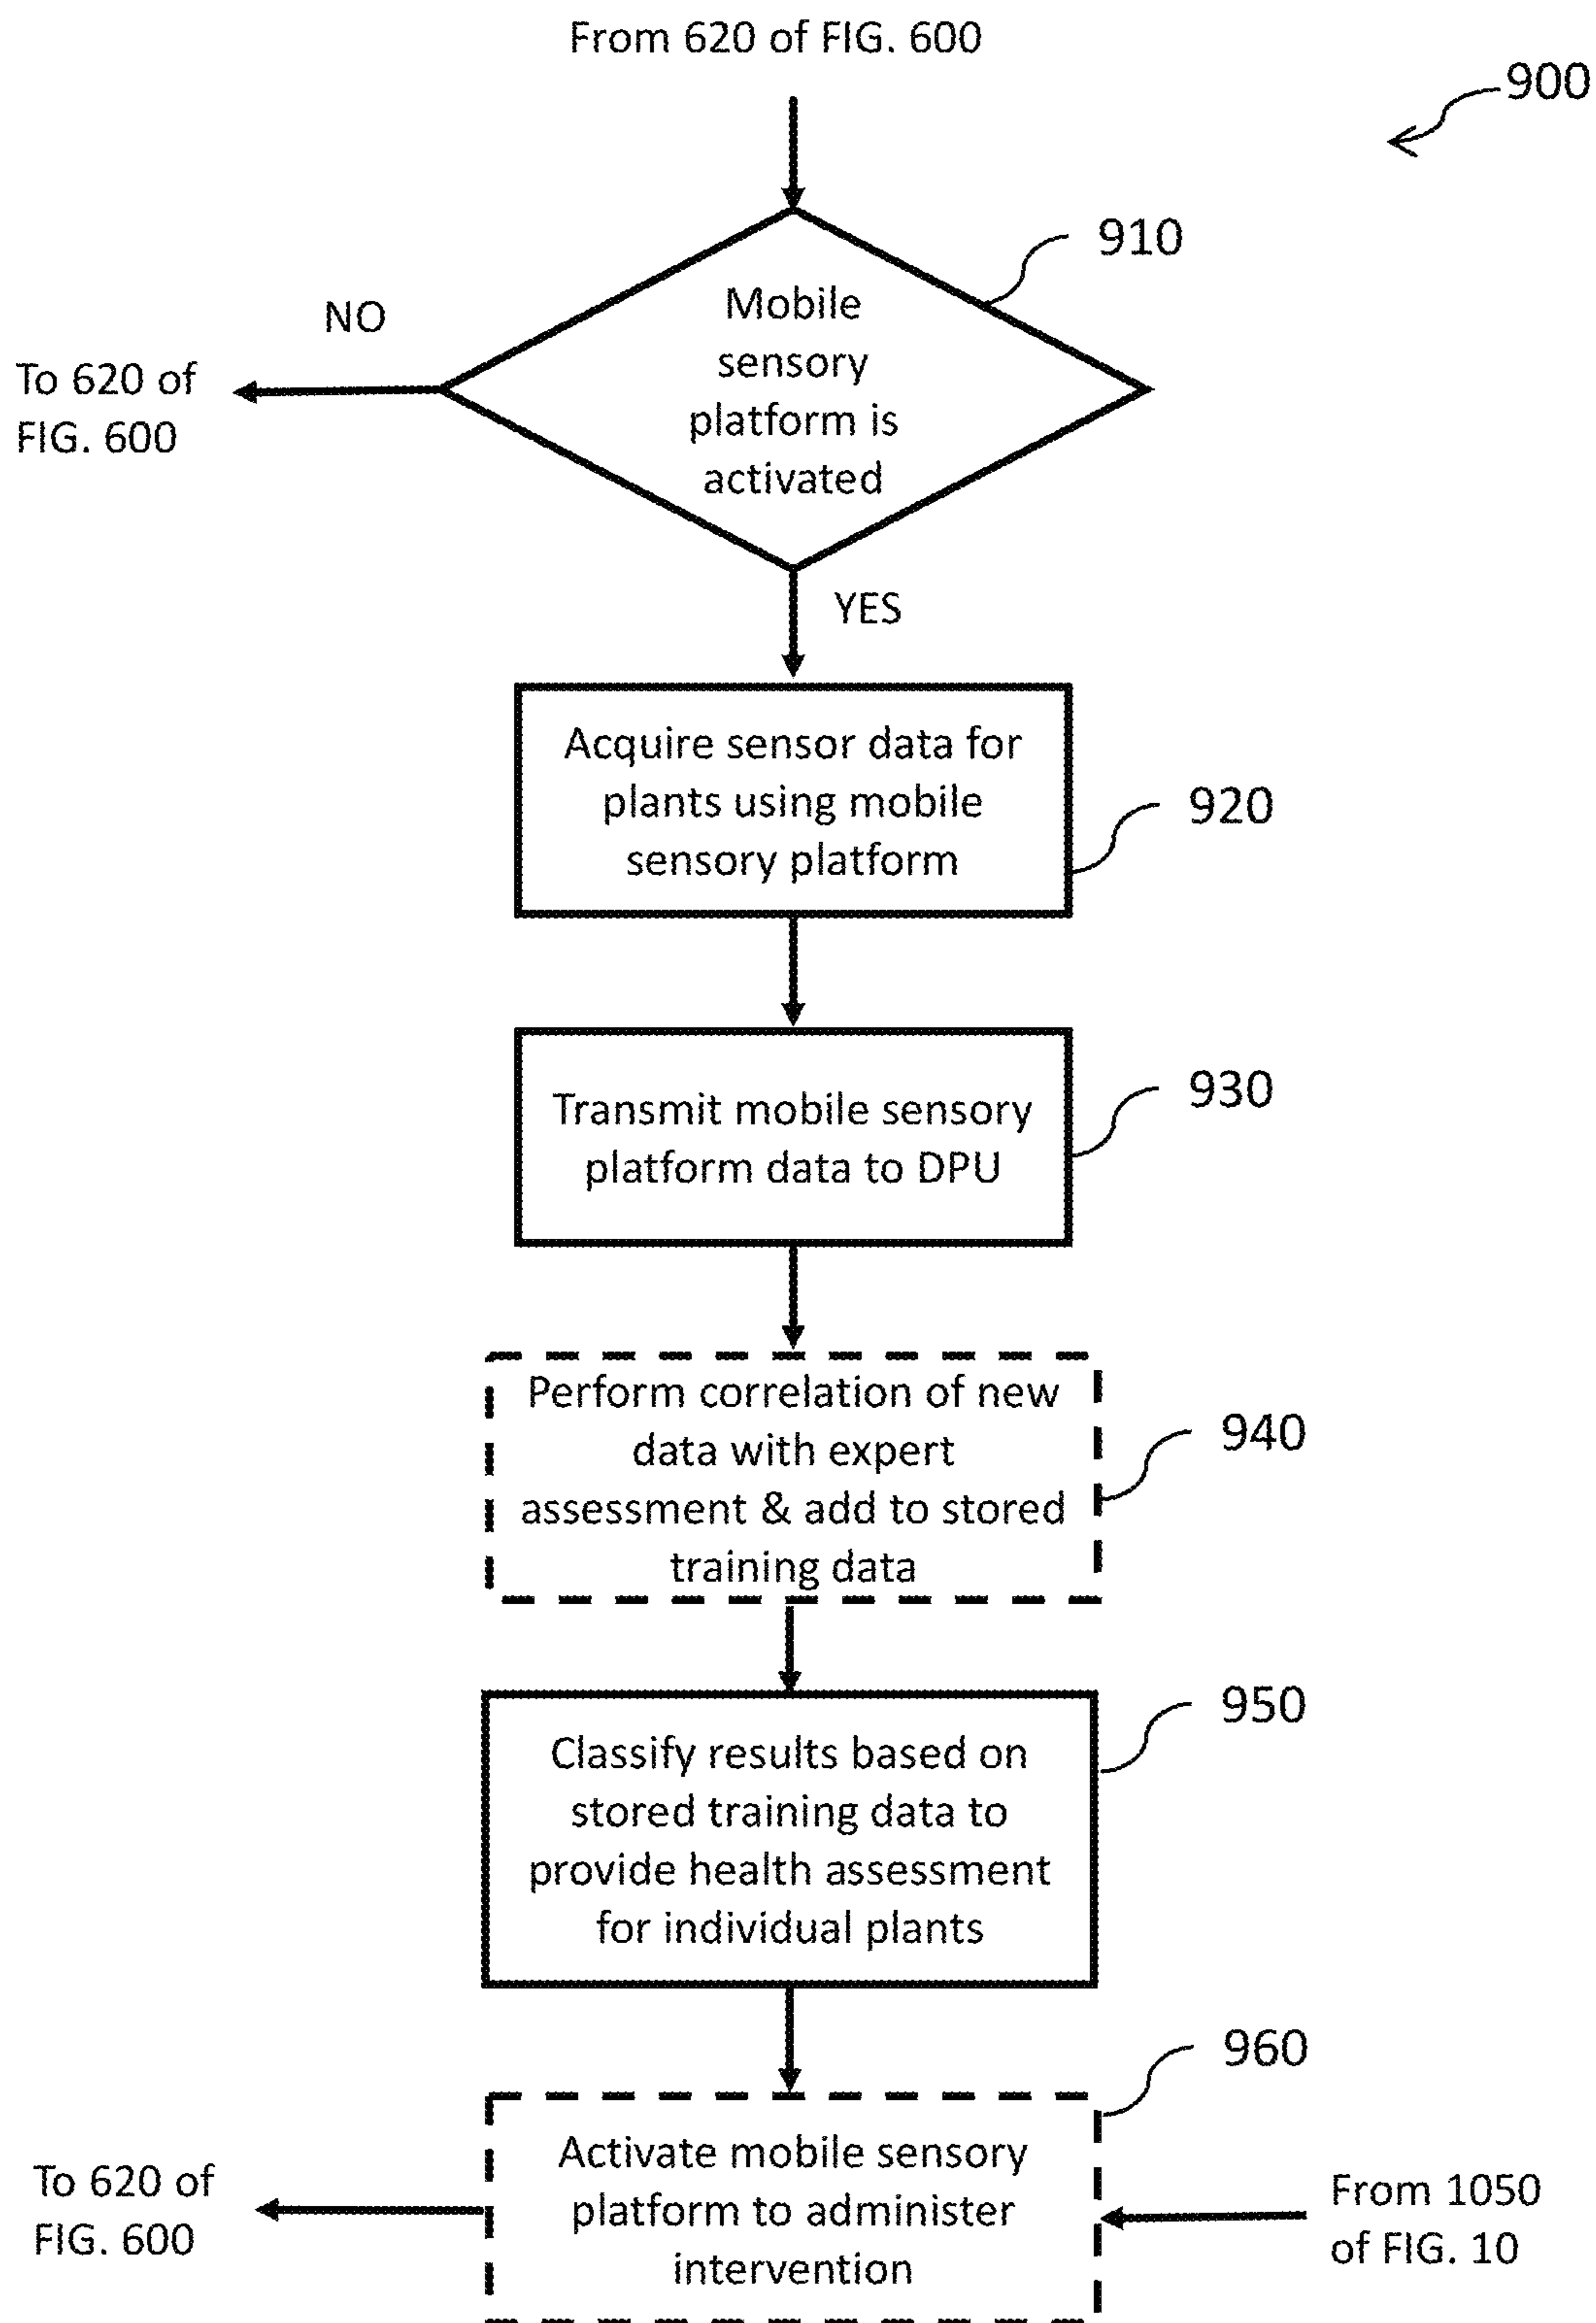 From 620 of FIG. 600
900
910
Mobile
sensory
platform is
activated
NO
To 620 of
FIG. 600
YES
Acquire sensor data for
plants using mobile
sensory platform
920
Transmit mobile sensory
platform data to DPU
930
Perform correlation of new
data with expert
assessment & add to stored
training data
940
Classify results based on
stored training data to
provide health assessment
for individual plants
950
960
Activate mobile sensory
platform to administer
intervention
To 620 of
FIG. 600
From 1050
of FIG. 10